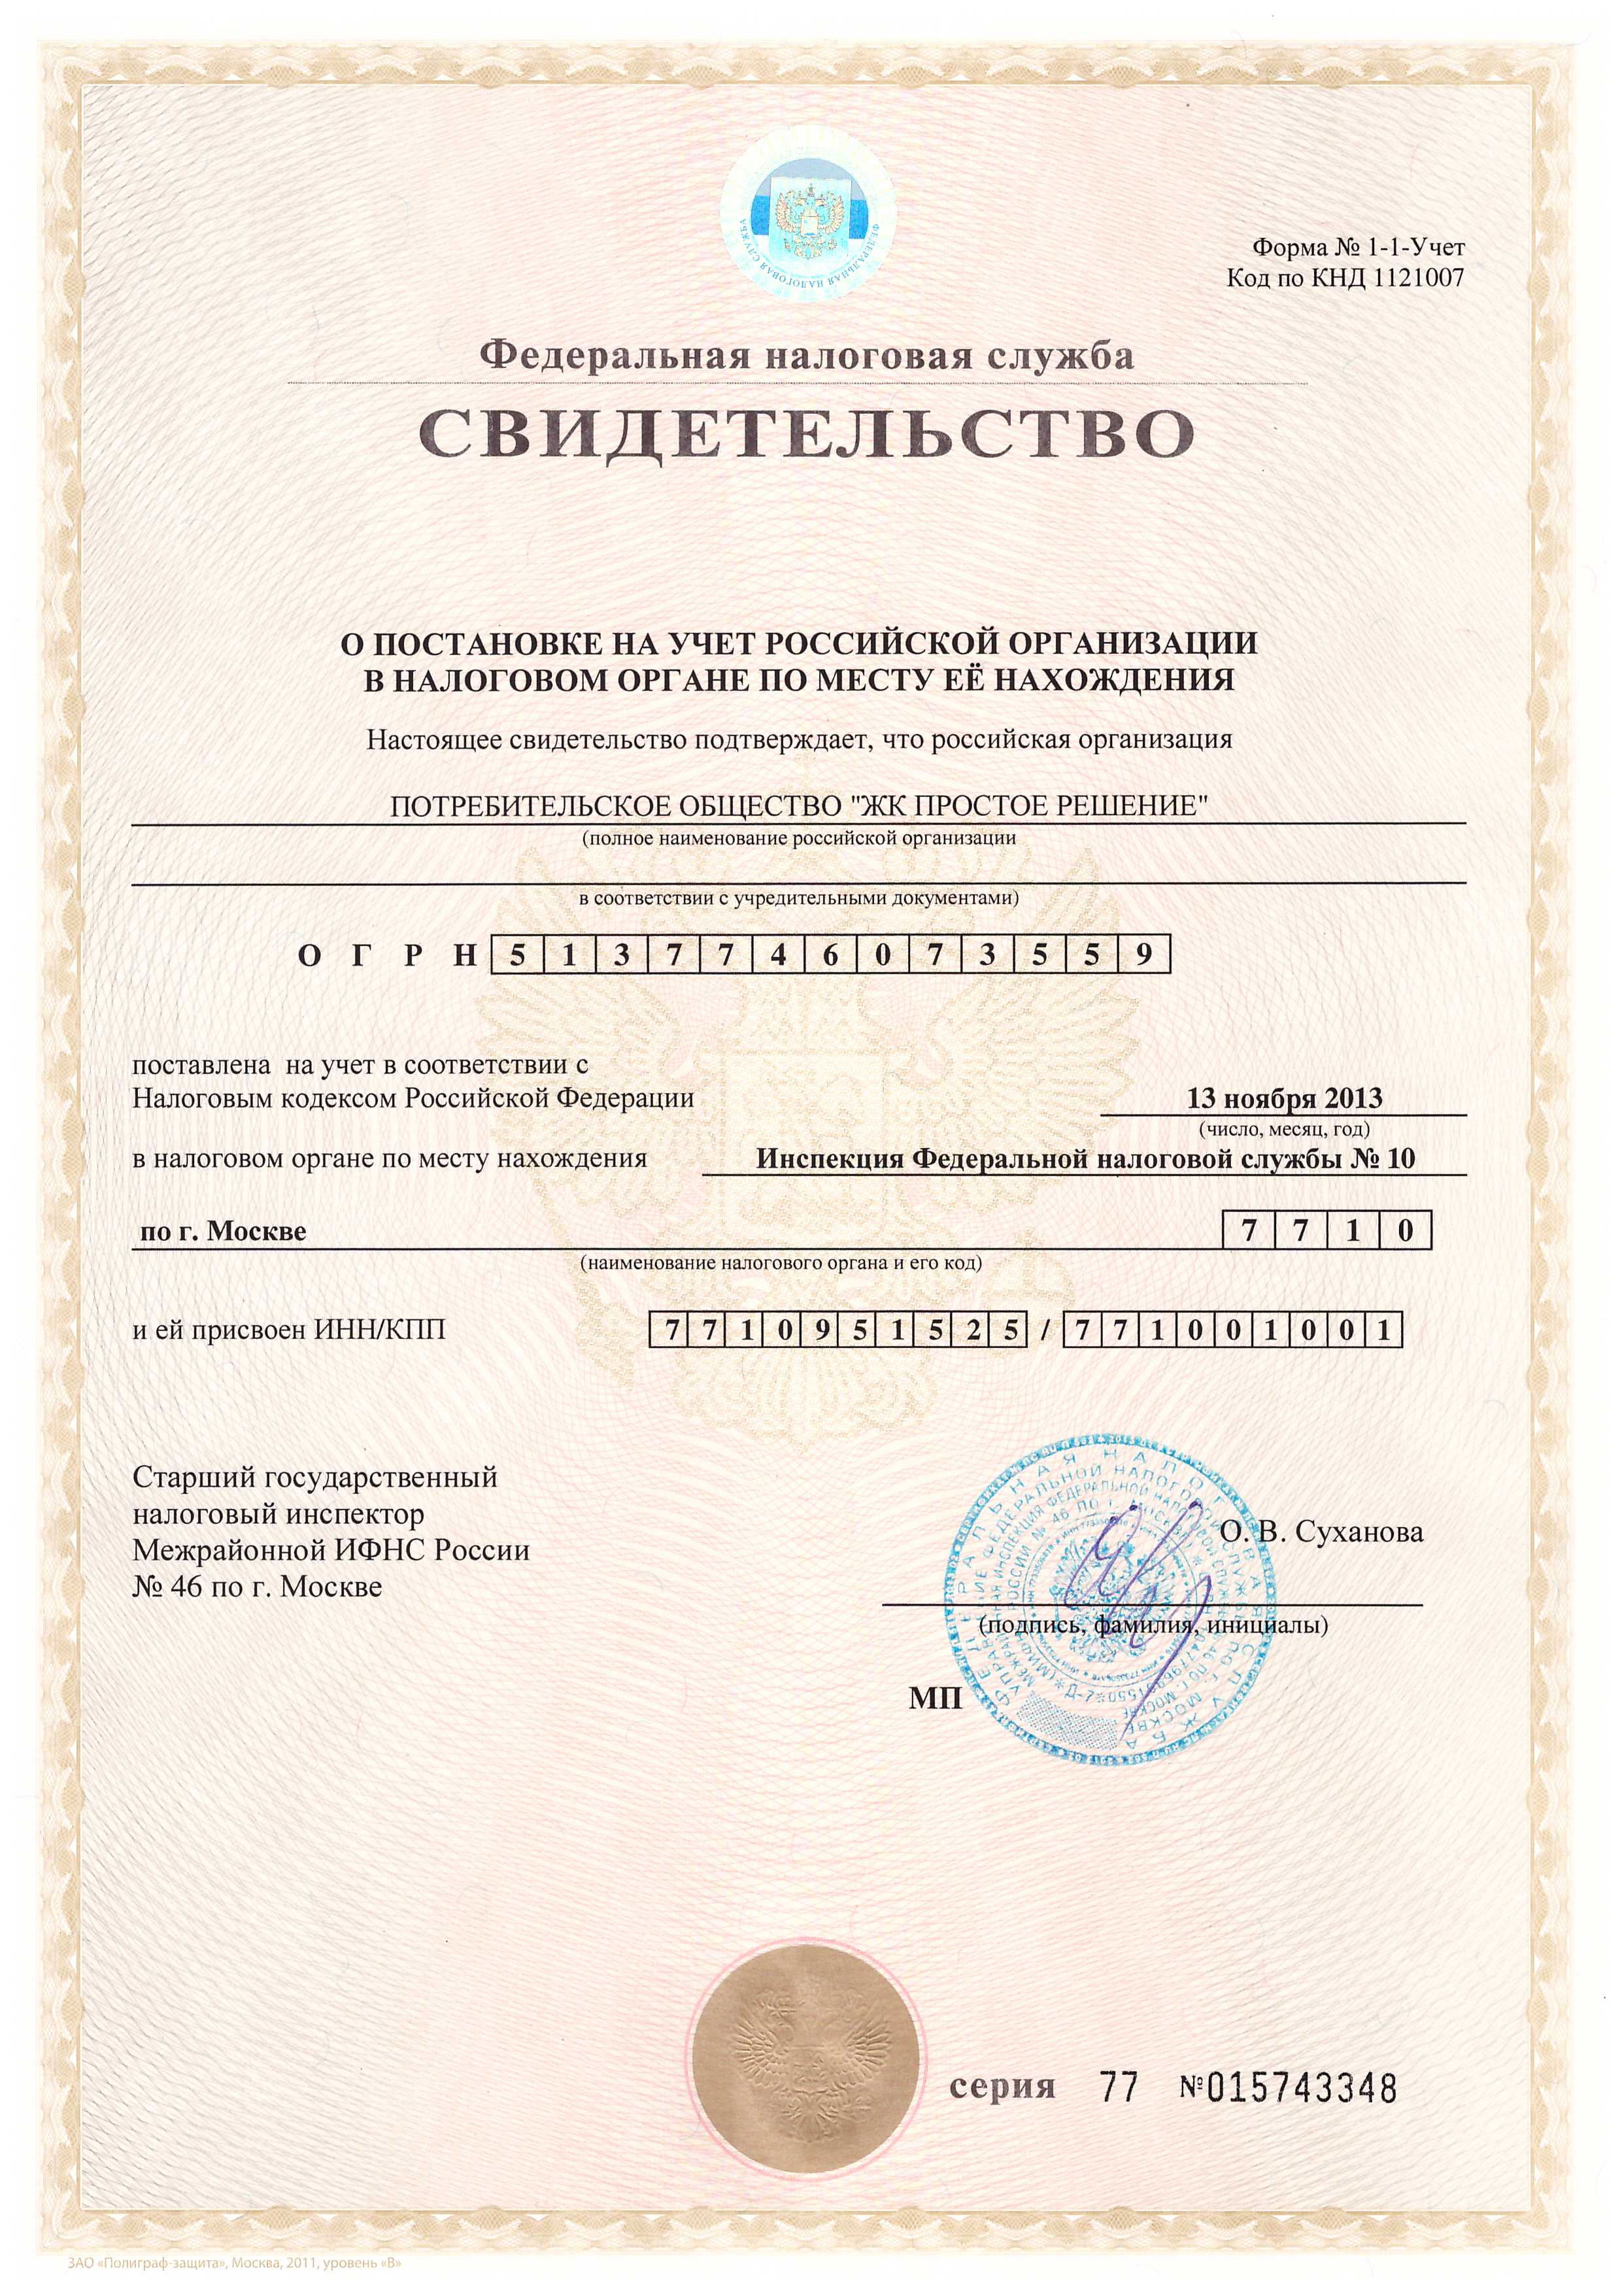 ФЕДЕРАЛЬНАЯ НАЛОГОВАЯ СЛУЖБА
Форма № 1-1-Учет
Код по КНД 1121007
Федеральная налоговая служба
СВИДЕТЕЛЬСТВО
О ПОСТАНОВКЕ НА УЧЕТ РОССИЙСКОЙ ОРГАНИЗАЦИИ
В НАЛОГОВОМ ОРГАНЕ ПО МЕСТУ ЕЁ НАХОЖДЕНИЯ
Настоящее свидетельство подтверждает, что российская организация
ПОТРЕБИТЕЛЬСКОЕ ОБЩЕСТВО "ЖК ПРОСТОЕ РЕШЕНИЕ"
(полное наименование российской организации
в соответствии с учредительными документами)
О Г Р Н 5 1 3 7 7 4 6 0 7 3 5 5 9
поставлена на учет в соответствии с
Налоговым кодексом Российской Федерации 13 ноября 2013
(число, месяц, год)
в налоговом органе по месту нахождения Инспекция Федеральной налоговой службы № 10
по г. Москве 7 7 1 0
(наименование налогового органа и его код)
и ей присвоен ИНН/КПП 7 7 1 0 9 5 1 5 2 5 / 7 7 1 0 0 1 0 0 1
Старший государственный
налоговый инспектор
Межрайонной ИФНС России
№ 46 по г. Москве
О. В. Суханова
(подпись, фамилия, инициалы)
МП
серия 77 №015743348
ЗАО «Полиграф-защита», Москва, 2011, уровень «В»